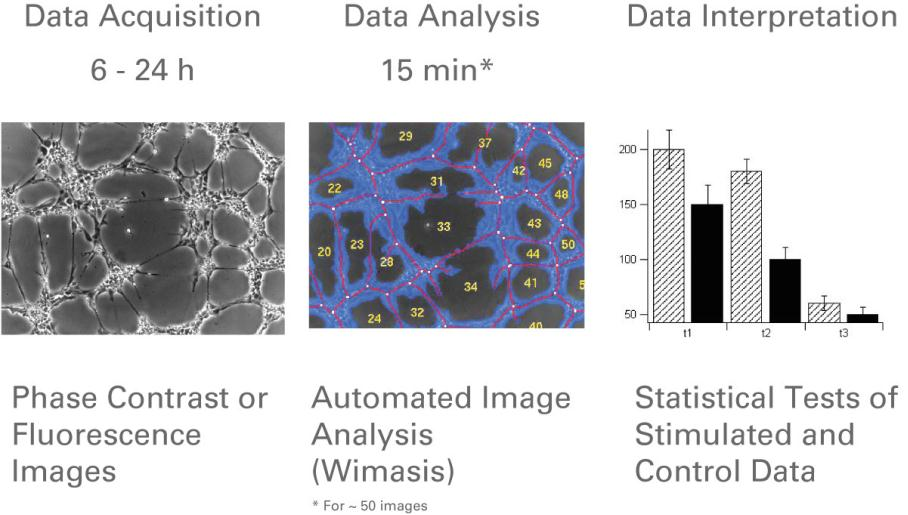 Data Acquisition
Data Analysis
Data Interpretation
6 - 24 h
15 min*
29
37
45
42
22
31
48
33
43
20
23
50
28
44
34
41
5
24
32
40
200
150
100
50
t1
t2
t3
Phase Contrast or
Fluorescence
Images
Automated Image
Analysis
(Wimasis)
* For ~ 50 images
Statistical Tests of
Stimulated and
Control Data